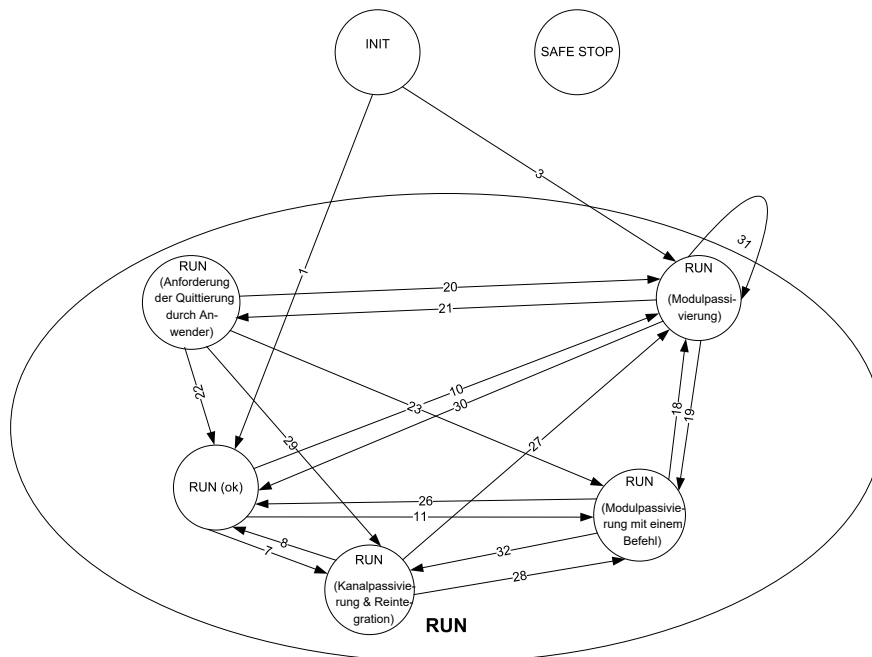 INIT
SAFE STOP
3
31
1
RUN
(Anforderung
der Quittierung
durch An-
wender)
RUN
(Modulpassi-
vierung)
20
21
10
30
22
23
18
19
29
27
RUN (ok)
RUN
(Modulpassivie-
rung mit einem
Befehl)
26
11
8
7
32
28
RUN
(Kanalpassivie-
rung & Reinte-
gration)
RUN